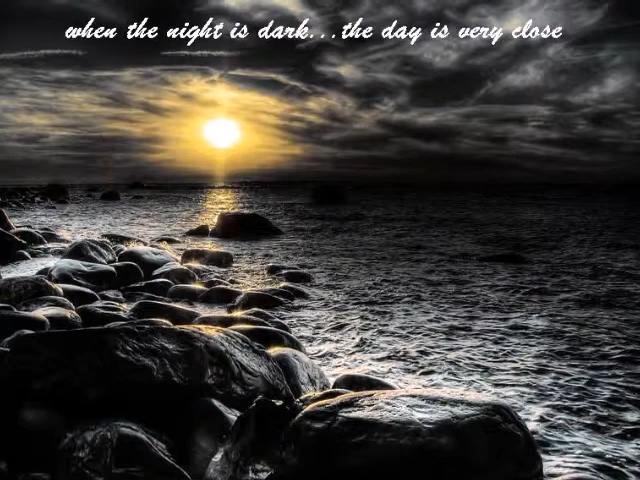 when the night is dark...the day is very close